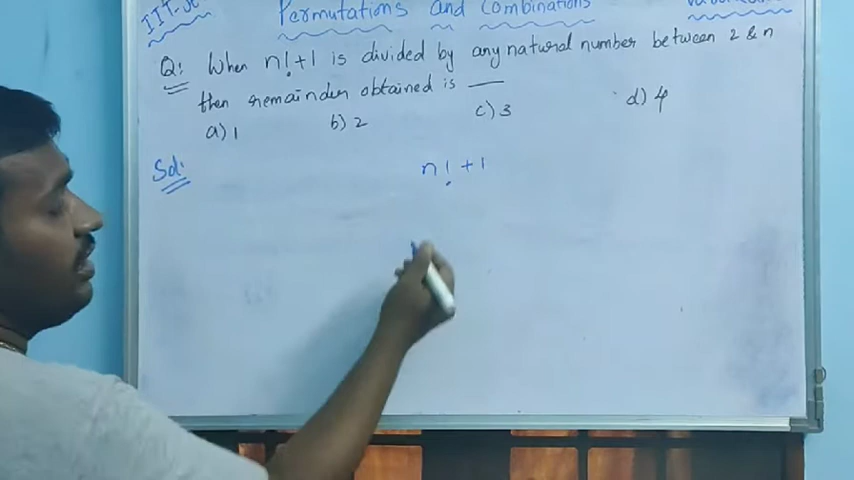 IIT-JE
Permutations and Combinations
Q: When n!+1 is divided by any natural number between 2 & n
then remainder obtained is __
a) 1 b) 2 c) 3 d) 4
Sol:
n! + 1